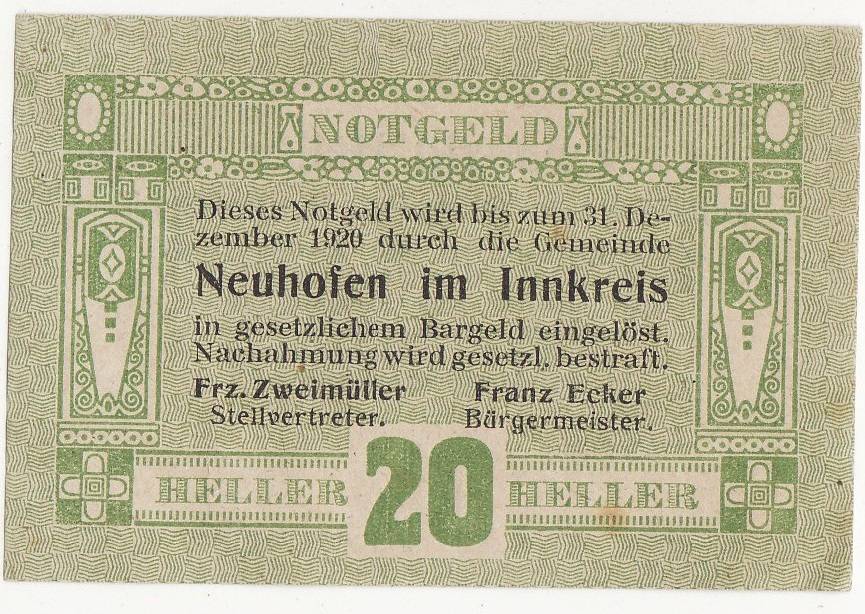 NOTGELD
Dieses Notgeld wird bis zum 31. De-
zember 1920 durch die Gemeinde
Neuhofen im Innkreis
in gesetzlichem Bargeld eingelöst.
Nachahmung wird gesetzl. bestraft.
Frz. Zweimüller Franz Ecker
Stellvertreter. Bürgermeister.
HELLER 20 HELLER